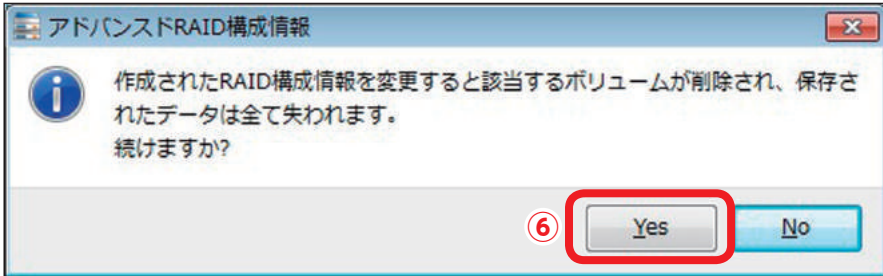 アドバンスドRAID構成情報
作成されたRAID構成情報を変更すると該当するボリュームが削除され、保存さ
れたデータは全て失われます。
続けますか?
⑥ Yes No